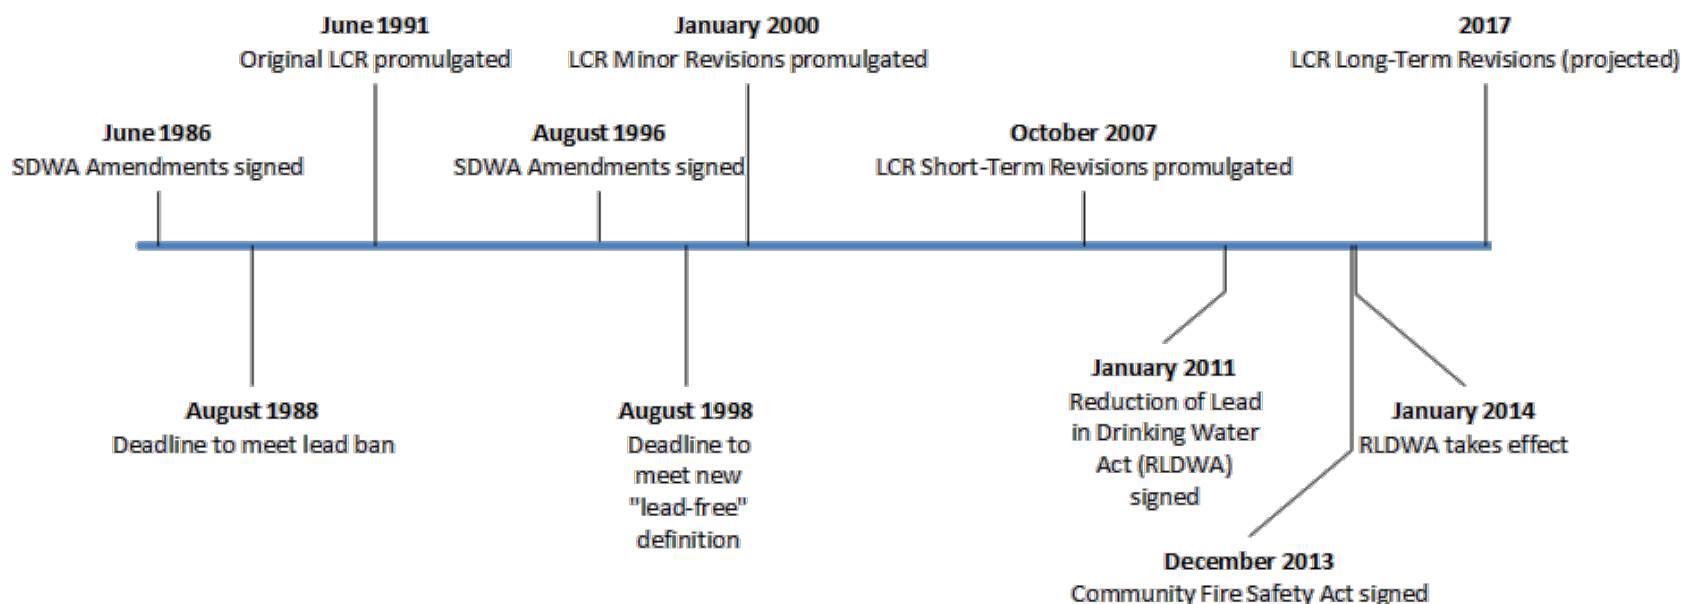 June 1991
Original LCR promulgated
January 2000
LCR Minor Revisions promulgated
2017
LCR Long-Term Revisions (projected)
June 1986
SDWA Amendments signed
August 1996
SDWA Amendments signed
October 2007
LCR Short-Term Revisions promulgated
August 1988
Deadline to meet lead ban
August 1998
Deadline to
meet new
"lead-free"
definition
January 2011
Reduction of Lead
in Drinking Water
Act (RLDWA)
signed
January 2014
RLDWA takes effect
December 2013
Community Fire Safety Act signed